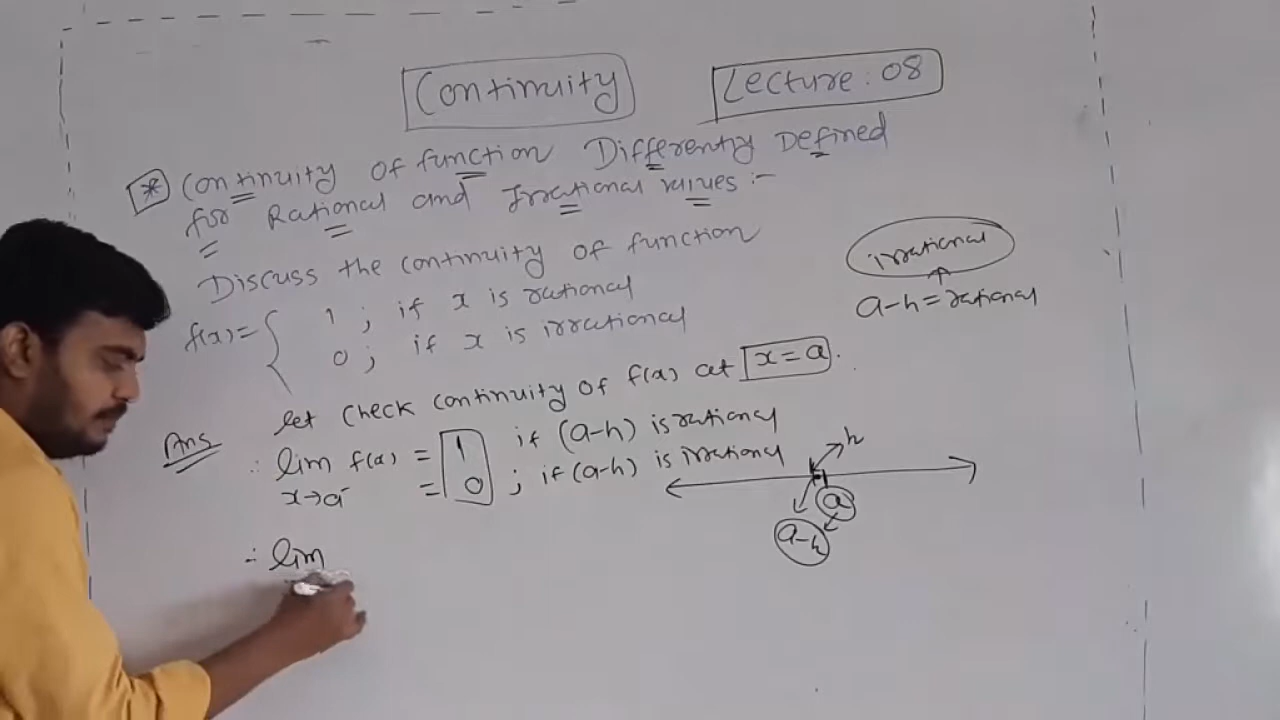 Continuity
Lecture: 08
* Continuity of function Differently Defined
for Rational and Irrational values :-
Discuss the continuity of function
f(x) = { 1 ; if x is rational
0 ; if x is irrational
irrational
↑
a-h = rational
let check continuity of f(x) at x = a .
Ans
∴ lim f(x) = 1 if (a-h) is rational
x→a⁻ = 0 ; if (a-h) is irrational
h
a
a-h
∴ lim